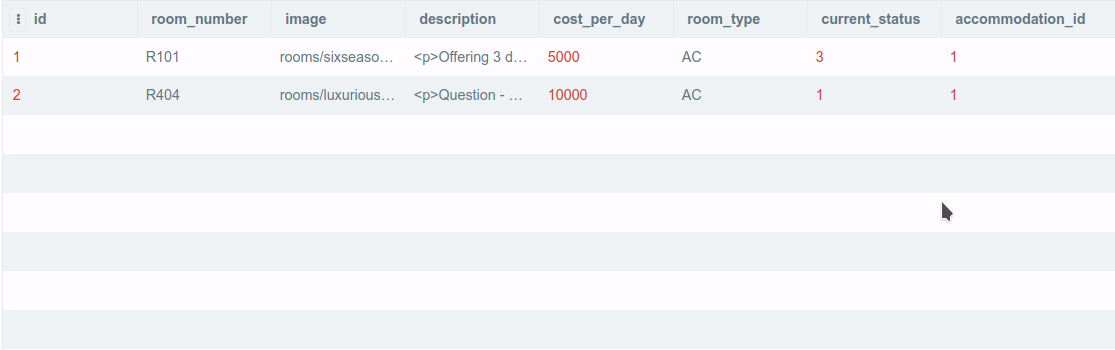 id room_number image description cost_per_day room_type current_status accommodation_id
1 R101 rooms/sixseaso... <p>Offering 3 d... 5000 AC 3 1
2 R404 rooms/luxurious... <p>Question - ... 10000 AC 1 1